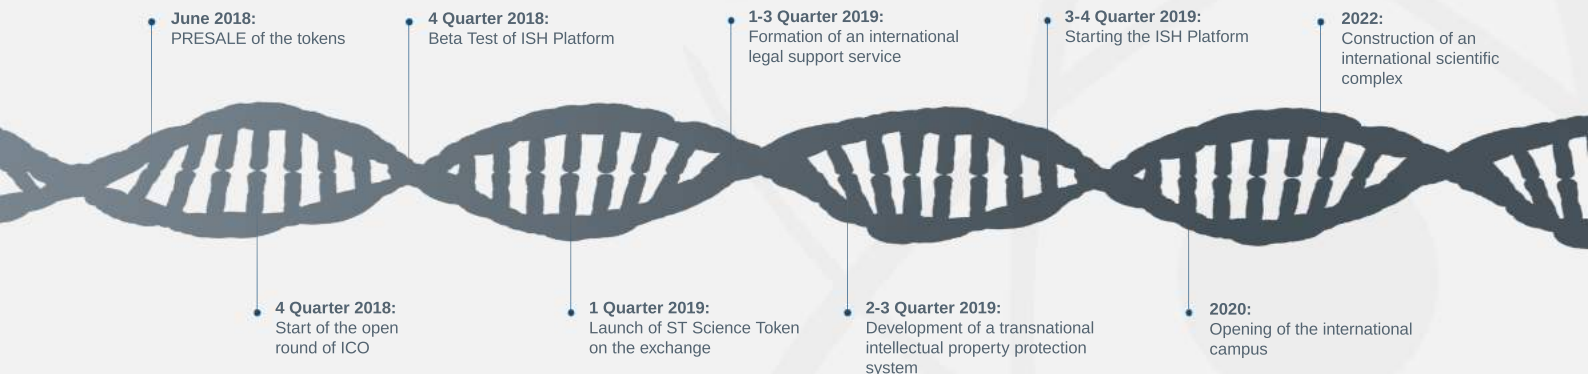 June 2018:
PRESALE of the tokens
4 Quarter 2018:
Beta Test of ISH Platform
1-3 Quarter 2019:
Formation of an international
legal support service
3-4 Quarter 2019:
Starting the ISH Platform
2022:
Construction of an
international scientific
complex
4 Quarter 2018:
Start of the open
round of ICO
1 Quarter 2019:
Launch of ST Science Token
on the exchange
2-3 Quarter 2019:
Development of a transnational
intellectual property protection
system
2020:
Opening of the international
campus